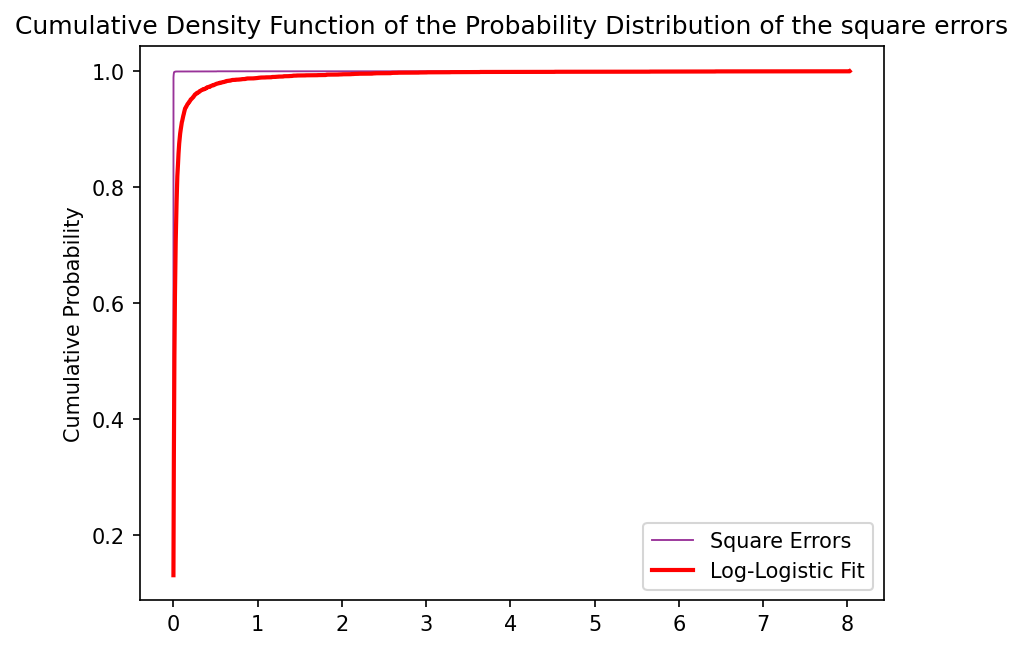 Cumulative Density Function of the Probability Distribution of the square errors
Cumulative Probability
1.0
0.8
0.6
0.4
0.2
0 1 2 3 4 5 6 7 8
Square Errors
Log-Logistic Fit